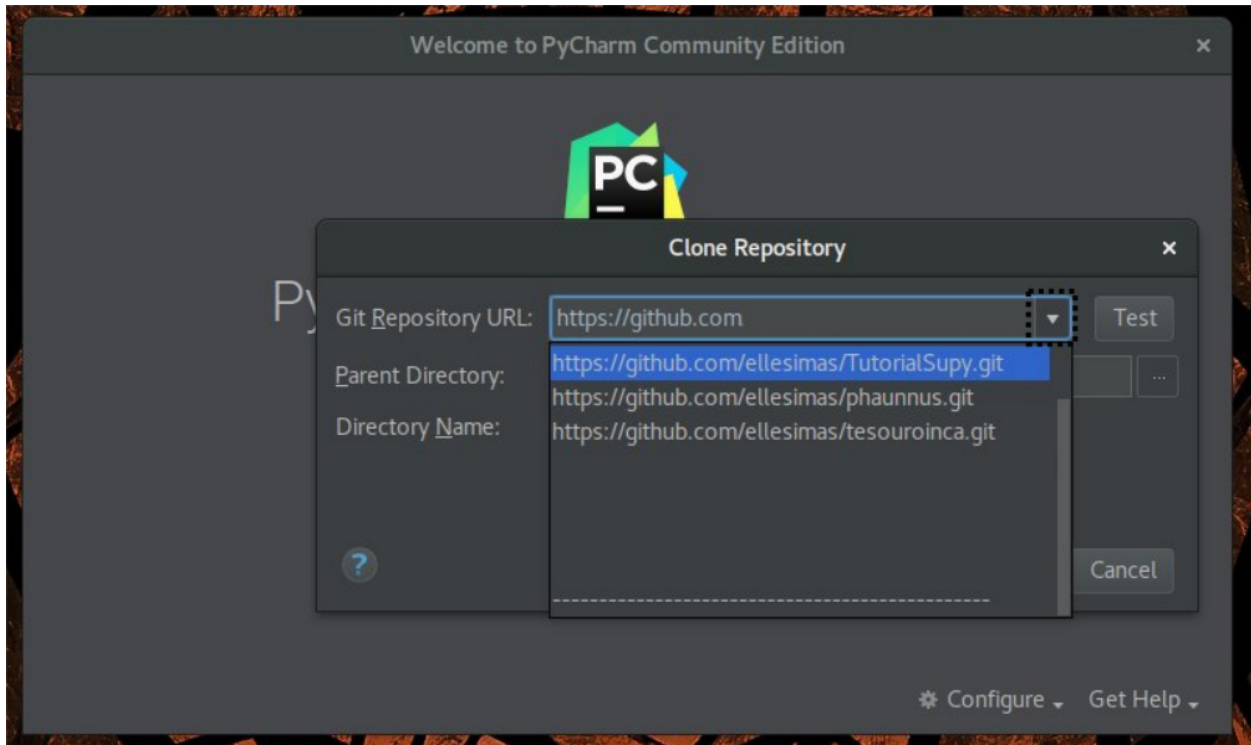 Welcome to PyCharm Community Edition ×
PC
Py
Clone Repository ×
Git Repository URL: https://github.com ▼ Test
https://github.com/ellesimas/TutorialSupy.git
Parent Directory: ...
https://github.com/ellesimas/phaunnus.git
Directory Name:
https://github.com/ellesimas/tesouroinca.git
?
Cancel
------------------------------------------------
Configure Get Help